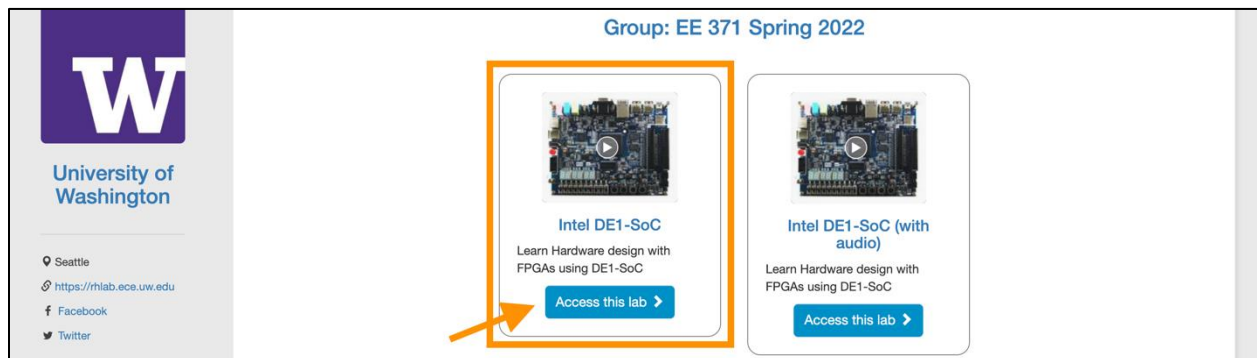 W
University of
Washington
Seattle
https://rhlab.ece.uw.edu
Facebook
Twitter
Group: EE 371 Spring 2022
Intel DE1-SoC
Learn Hardware design with
FPGAs using DE1-SoC
Access this lab
Intel DE1-SoC (with
audio)
Learn Hardware design with
FPGAs using DE1-SoC
Access this lab